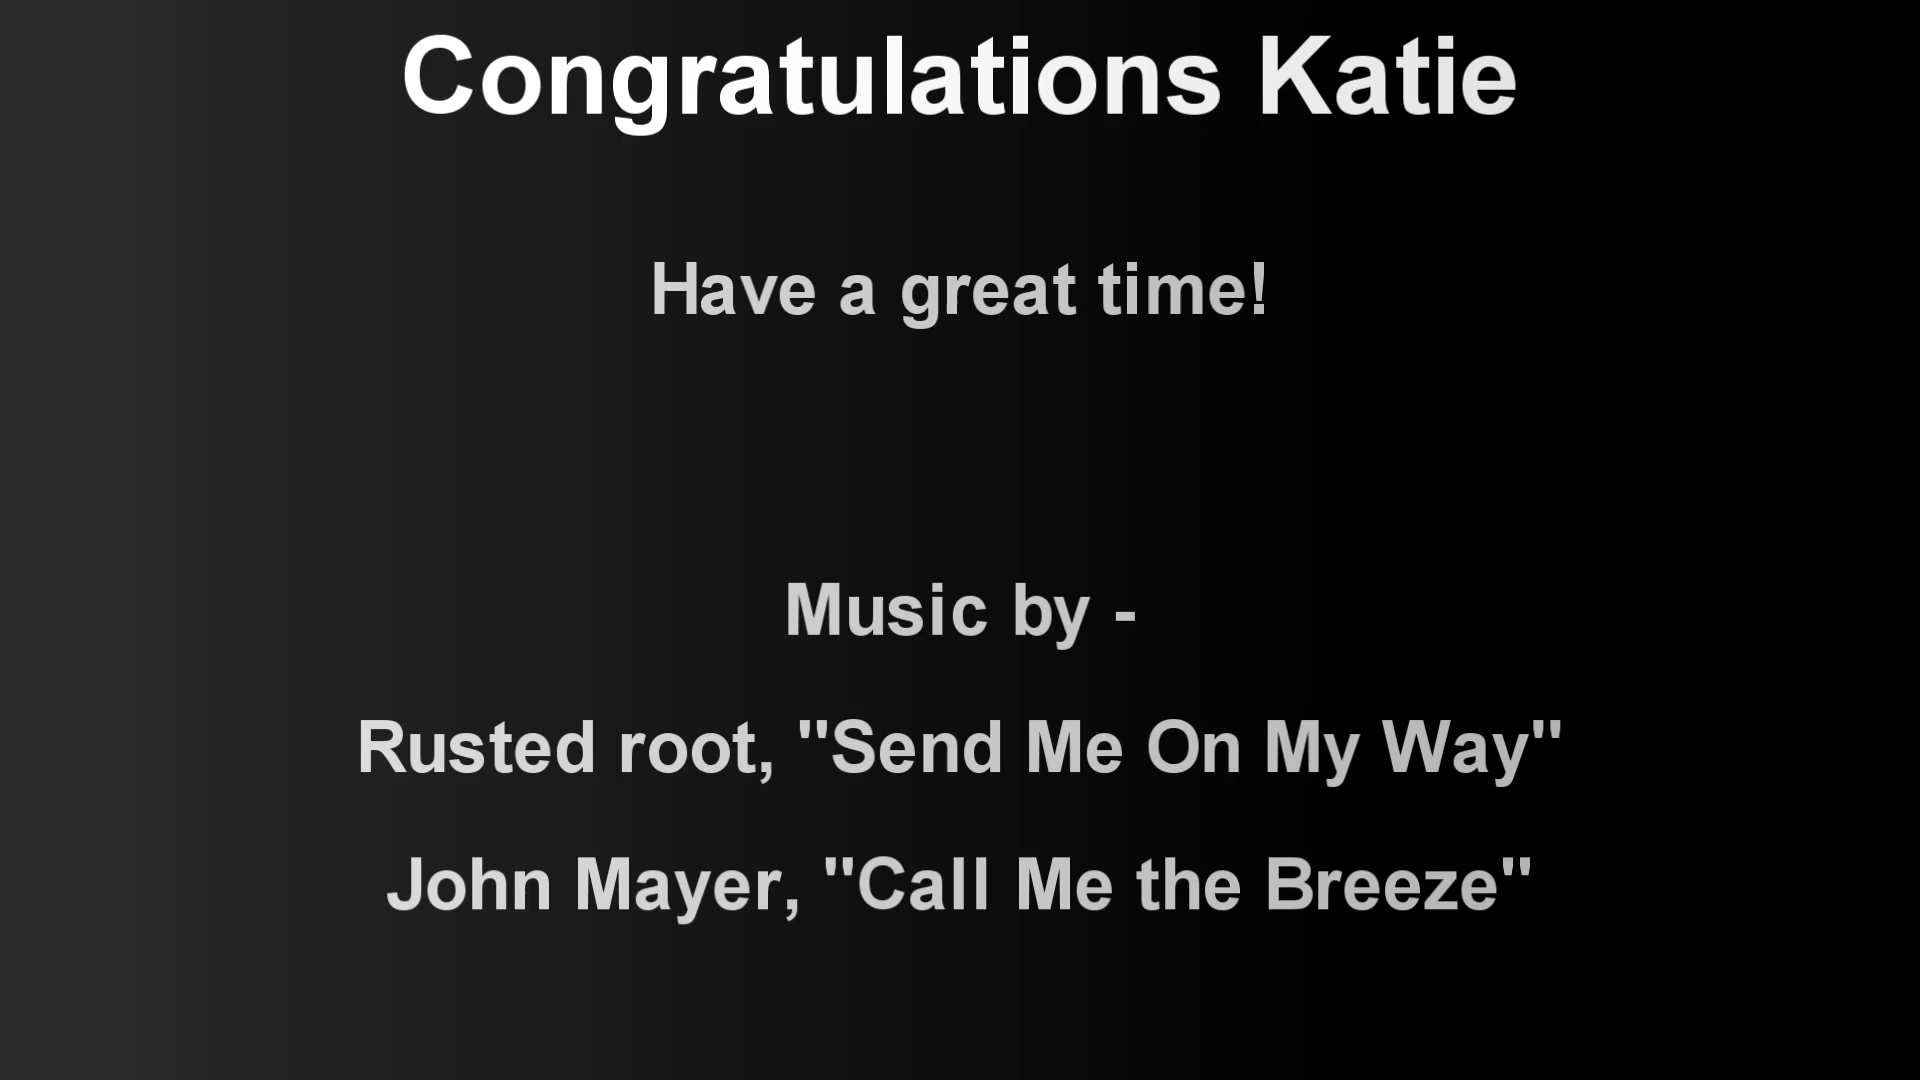 Congratulations Katie
Have a great time!
Music by -
Rusted root, "Send Me On My Way"
John Mayer, "Call Me the Breeze"